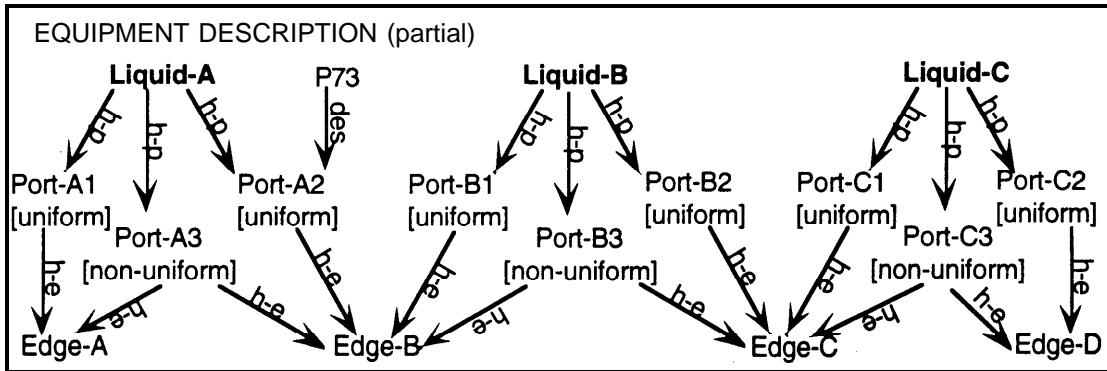 EQUIPMENT DESCRIPTION (partial)
Liquid-A P73 Liquid-B Liquid-C
h-p h-p h-p des h-p h-p h-p h-p h-p h-p
Port-A1 Port-A2 Port-B1 Port-B2 Port-C1 Port-C2
[uniform] [uniform] [uniform] [uniform] [uniform] [uniform]
Port-A3 Port-B3 Port-C3
[non-uniform] [non-uniform] [non-uniform]
h-e h-e h-e h-e h-e h-e h-e h-e h-e h-e h-e h-e
Edge-A Edge-B Edge-C Edge-D